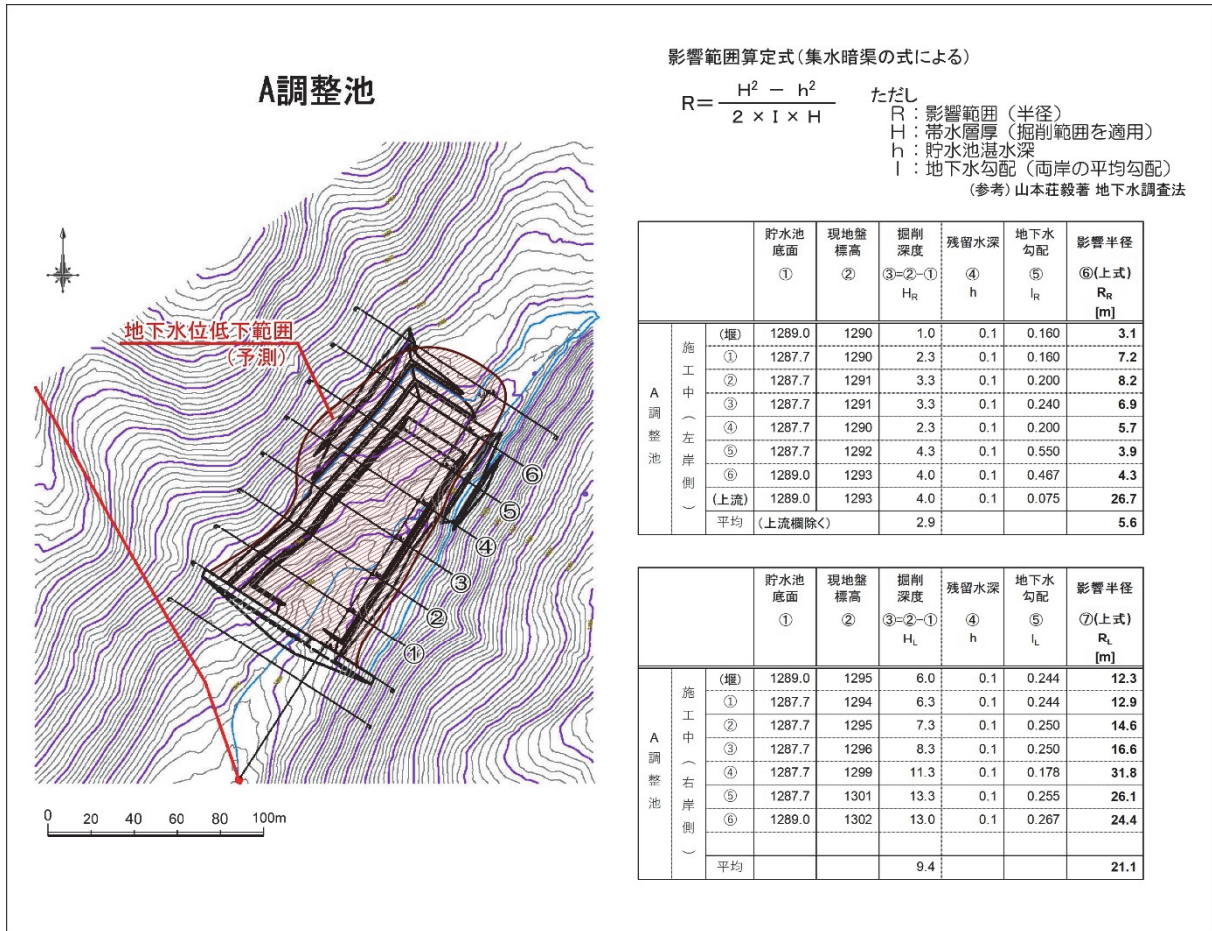 A調整池
地下水位低下範囲
(予測)
⑥
⑤
④
③
②
①
0 20 40 60 80 100m
影響範囲算定式(集水暗渠の式による)
R= H² − h² / 2 × I × H
ただし
R：影響範囲（半径）
H：帯水層厚（掘削範囲を適用）
h：貯水池湛水深
I：地下水勾配（両岸の平均勾配）
(参考) 山本荘毅著 地下水調査法
貯水池底面 現地盤標高 掘削深度 残留水深 地下水勾配 影響半径
① ② ③=②-① ④ ⑤ ⑥(上式)
H_R h I_R R_R
[m]
A調整池 施工中（左岸側）
(堰) 1289.0 1290 1.0 0.1 0.160 3.1
① 1287.7 1290 2.3 0.1 0.160 7.2
② 1287.7 1291 3.3 0.1 0.200 8.2
③ 1287.7 1291 3.3 0.1 0.240 6.9
④ 1287.7 1290 2.3 0.1 0.200 5.7
⑤ 1287.7 1292 4.3 0.1 0.550 3.9
⑥ 1289.0 1293 4.0 0.1 0.467 4.3
(上流) 1289.0 1293 4.0 0.1 0.075 26.7
平均 (上流欄除く) 2.9 5.6
貯水池底面 現地盤標高 掘削深度 残留水深 地下水勾配 影響半径
① ② ③=②-① ④ ⑤ ⑦(上式)
H_L h I_L R_L
[m]
A調整池 施工中（右岸側）
(堰) 1289.0 1295 6.0 0.1 0.244 12.3
① 1287.7 1294 6.3 0.1 0.244 12.9
② 1287.7 1295 7.3 0.1 0.250 14.6
③ 1287.7 1296 8.3 0.1 0.250 16.6
④ 1287.7 1299 11.3 0.1 0.178 31.8
⑤ 1287.7 1301 13.3 0.1 0.255 26.1
⑥ 1289.0 1302 13.0 0.1 0.267 24.4
平均 9.4 21.1